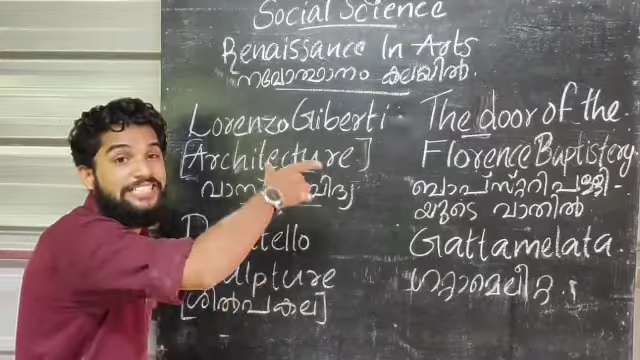 Social Science
Renaissance In Arts
നവോത്ഥാനം കലയിൽ.
Lorenzo Giberti
[Architecture]
Donatello
Sculpture
[ശിൽപകല]
The door of the
Florence Baptistery
ബാപ്സ്റ്ററി പള്ളി-
യുടെ വാതിൽ
Gattamelata.
ഗറ്റാമെലിറ്റ.